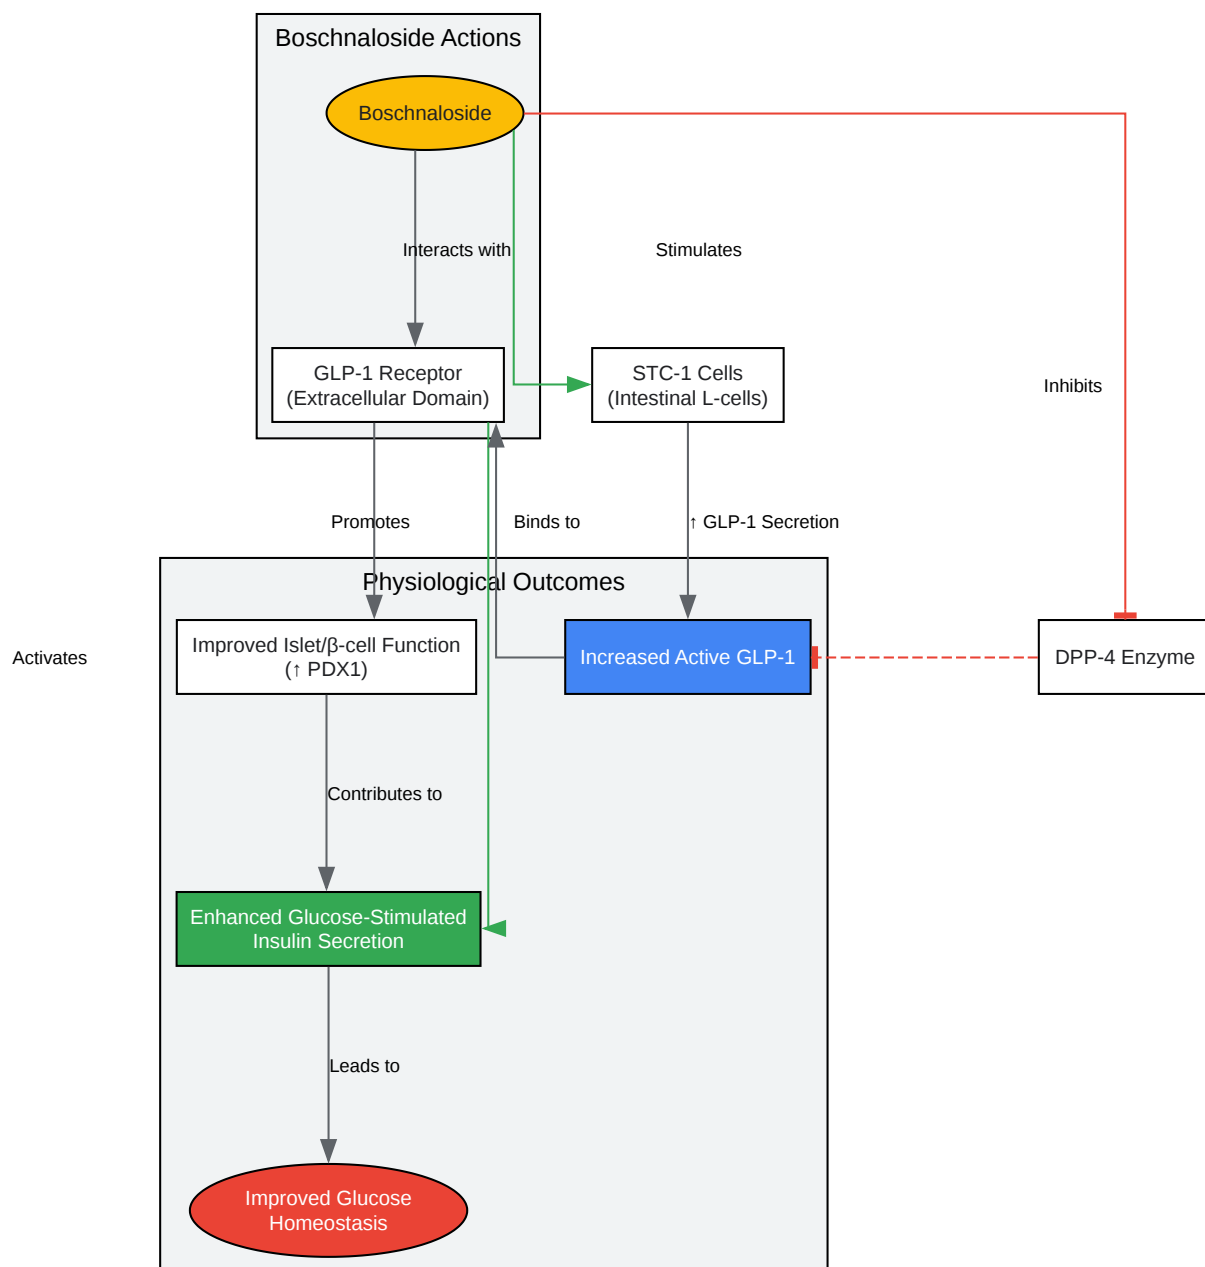 Boschnaloside Actions
Boschnaloside
Interacts with
Stimulates
GLP-1 Receptor
(Extracellular Domain)
STC-1 Cells
(Intestinal L-cells)
Inhibits
Promotes
Binds to
↑ GLP-1 Secretion
Physiological Outcomes
Activates
Improved Islet/β-cell Function
(↑ PDX1)
Increased Active GLP-1
DPP-4 Enzyme
Contributes to
Enhanced Glucose-Stimulated
Insulin Secretion
Leads to
Improved Glucose
Homeostasis